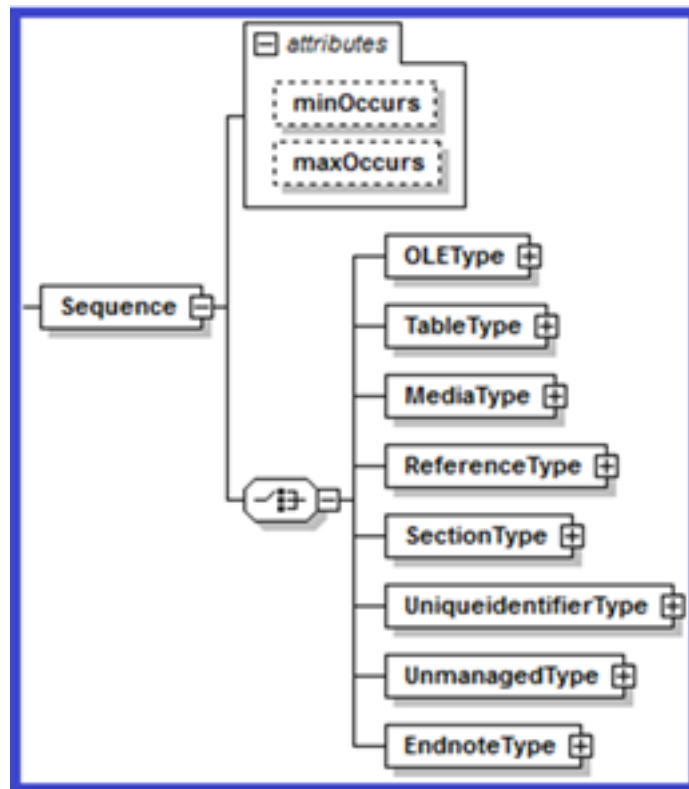 attributes
minOccurs
maxOccurs
OLEType
TableType
Sequence
MediaType
ReferenceType
SectionType
UniqueidentifierType
UnmanagedType
EndnoteType